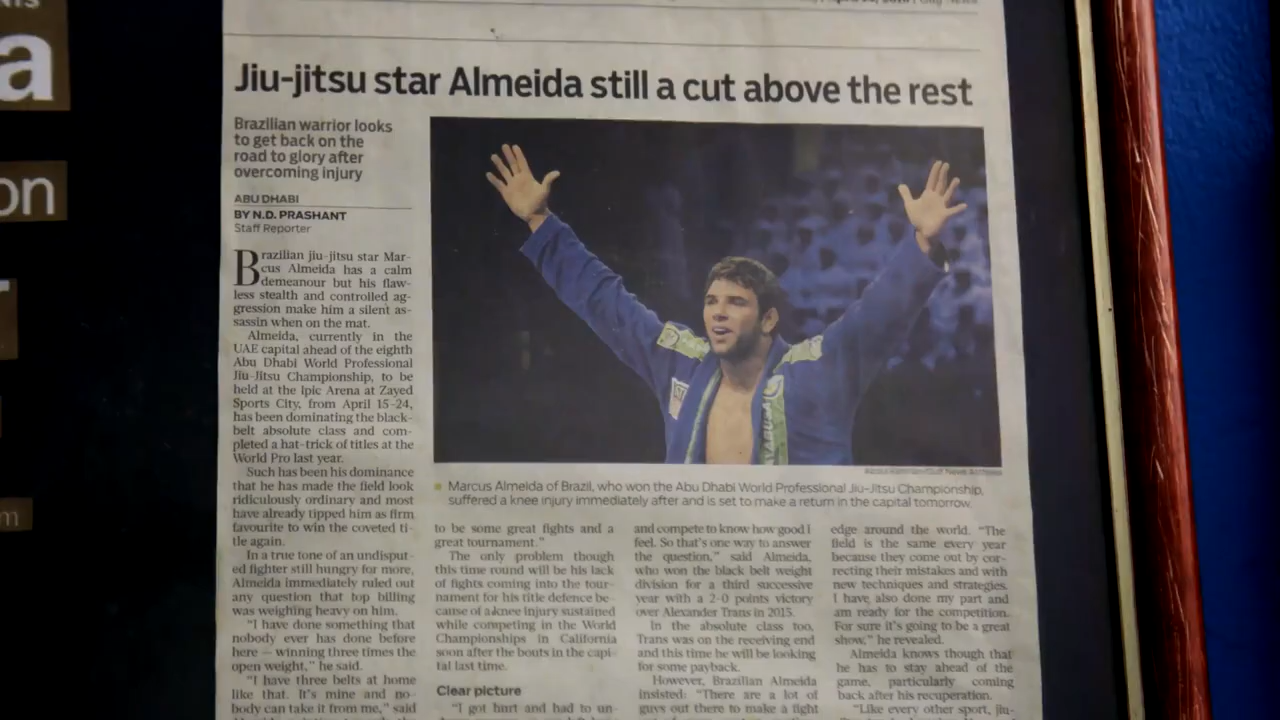 a
on
r
m
Jiu-jitsu star Almeida still a cut above the rest
Brazilian warrior looks
to get back on the
road to glory after
overcoming injury
ABU DHABI
BY N.D. PRASHANT
Staff Reporter
Brazilian jiu-jitsu star Mar-
cus Almeida has a calm
demeanour but his flaw-
less stealth and controlled ag-
gression make him a silent as-
sassin when on the mat.
Almeida, currently in the
UAE capital ahead of the eighth
Abu Dhabi World Professional
Jiu-Jitsu Championship, to be
held at the Ipic Arena at Zayed
Sports City, from April 15-24,
has been dominating the black-
belt absolute class and com-
pleted a hat-trick of titles at the
World Pro last year.
Such has been his dominance
that he has made the field look
ridiculously ordinary and most
have already tipped him as firm
favourite to win the coveted ti-
tle again.
In a true tone of an undisput-
ed fighter still hungry for more,
Almeida immediately ruled out
any question that top billing
was weighing heavy on him.
"I have done something that
nobody ever has done before
here — winning three times the
open weight," he said.
"I have three belts at home
like that. It's mine and no-
body can take it from me," said
Marcus Almeida of Brazil, who won the Abu Dhabi World Professional Jiu-Jitsu Championship,
suffered a knee injury immediately after and is set to make a return in the capital tomorrow.
to be some great fights and a
great tournament."
The only problem though
this time round will be his lack
of fights coming into the tour-
nament for his title defence be-
cause of a knee injury sustained
while competing in the World
Championships in California
soon after the bouts in the capi-
tal last time.
Clear picture
"I got hurt and had to un-
and compete to know how good I
feel. So that's one way to answer
the question," said Almeida,
who won the black belt weight
division for a third successive
year with a 2-0 points victory
over Alexander Trans in 2015.
In the absolute class too,
Trans was on the receiving end
and this time he will be looking
for some payback.
However, Brazilian Almeida
insisted: "There are a lot of
guys out there to make a fight
edge around the world. "The
field is the same every year
because they come out by cor-
recting their mistakes and with
new techniques and strategies.
I have also done my part and
am ready for the competition.
For sure it's going to be a great
show," he revealed.
Almeida knows though that
he has to stay ahead of the
game, particularly coming
back after his recuperation.
"Like every other sport, jiu-